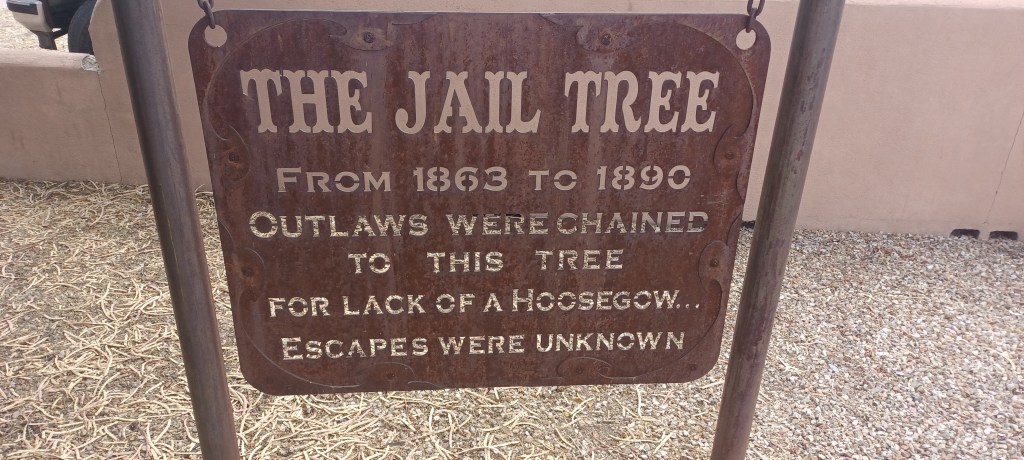 THE JAIL TREE
FROM 1863 TO 1890
OUTLAWS WERE CHAINED
TO THIS TREE
FOR LACK OF A HOOSEGOW...
ESCAPES WERE UNKNOWN